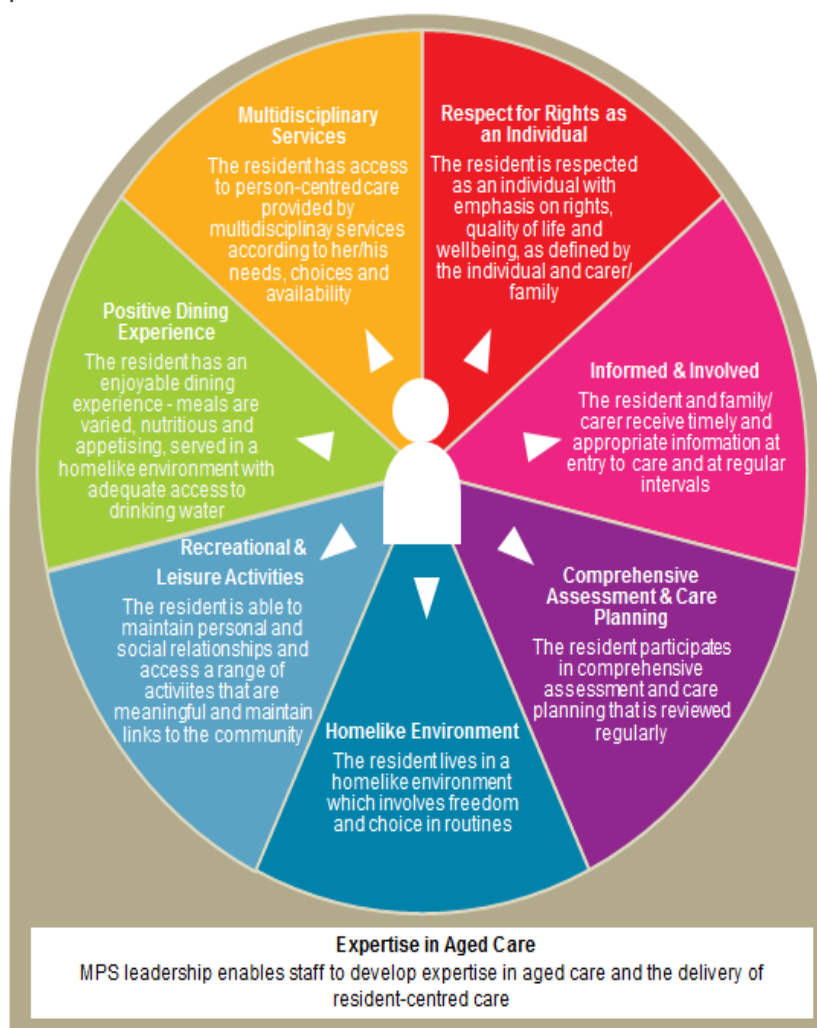 Respect for Rights as
an Individual
The resident is respected
as an individual with
emphasis on rights,
quality of life and
wellbeing, as defined by
the individual and carer/
family
Informed & Involved
The resident and family/
carer receive timely and
appropriate information at
entry to care and at regular
intervals
Comprehensive
Assessment & Care
Planning
The resident participates
in comprehensive
assessment and care
planning that is reviewed
regularly
Homelike Environment
The resident lives in a
homelike environment
which involves freedom
and choice in routines
Recreational &
Leisure Activities
The resident is able to
maintain personal and
social relationships and
access a range of
activiites that are
meaningful and maintain
links to the community
Positive Dining
Experience
The resident has an
enjoyable dining
experience - meals are
varied, nutritious and
appetising, served in a
homelike environment with
adequate access to
drinking water
Multidisciplinary
Services
The resident has access
to person-centred care
provided by
multidisciplinay services
according to her/his
needs, choices and
availability
Expertise in Aged Care
MPS leadership enables staff to develop expertise in aged care and the delivery of
resident-centred care